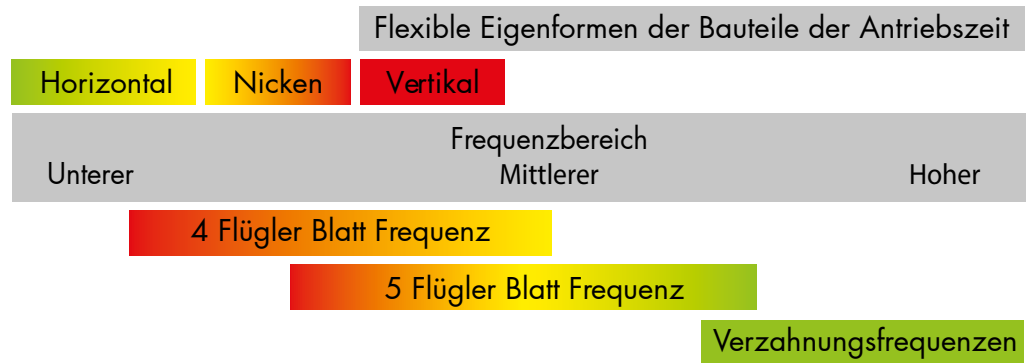 Flexible Eigenformen der Bauteile der Antriebszeit
Horizontal Nicken Vertikal
Frequenzbereich
Unterer Mittlerer Hoher
4 Flügler Blatt Frequenz
5 Flügler Blatt Frequenz
Verzahnungsfrequenzen